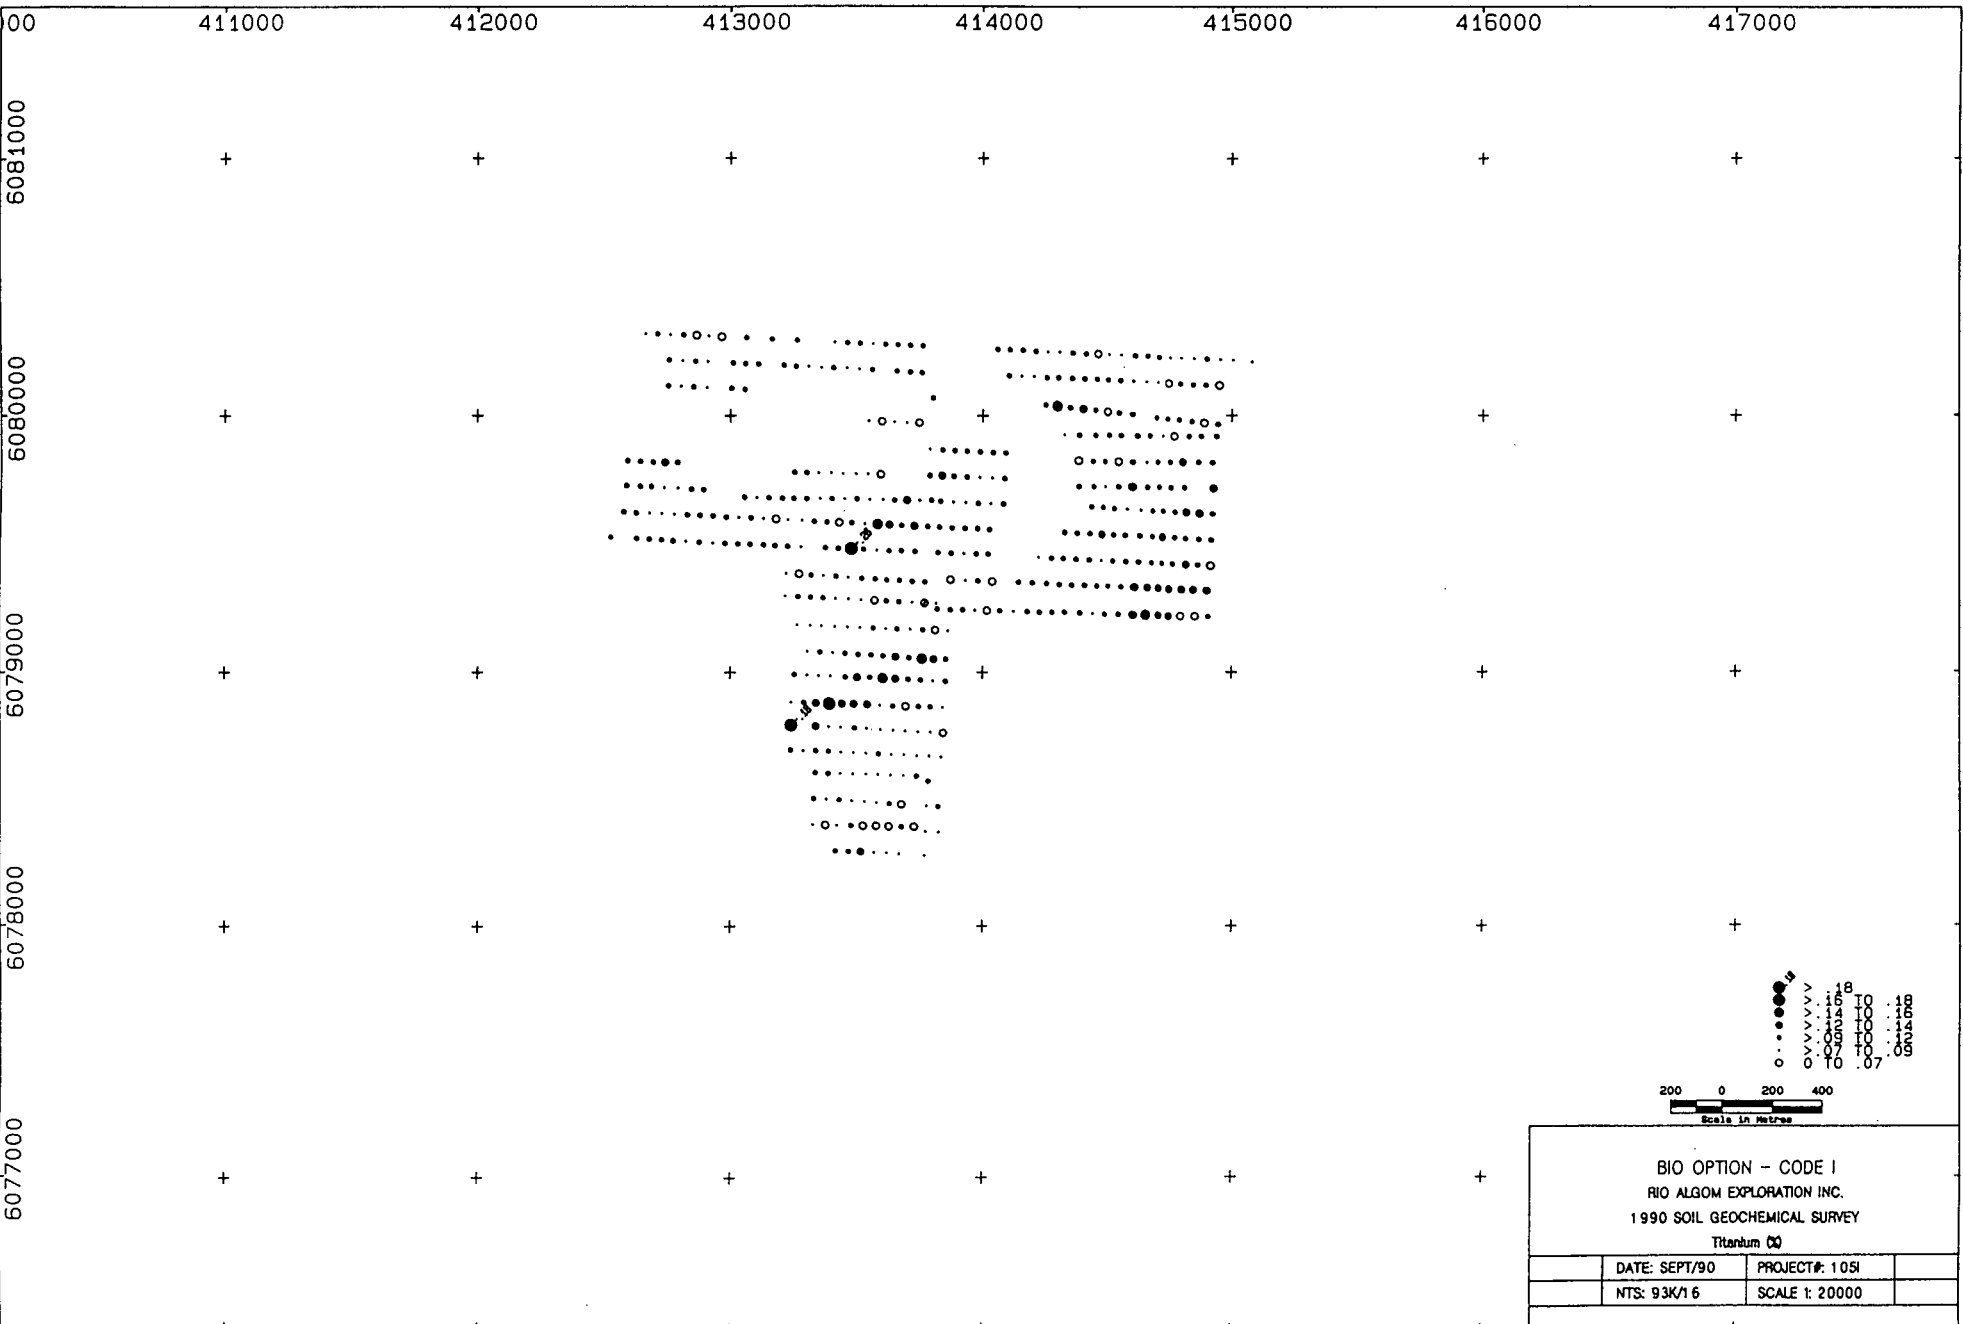 00 411000 412000 413000 414000 415000 416000 417000
6081000
6080000
6079000
6078000
6077000
> .18
>.16 TO .18
>.14 TO .16
>.12 TO .14
>.09 TO .12
>.07 TO .09
0 TO .07
200 0 200 400
Scale in Metres
BIO OPTION - CODE I
RIO ALGOM EXPLORATION INC.
1990 SOIL GEOCHEMICAL SURVEY
Titanium (%)
DATE: SEPT/90 PROJECT#: 105I
NTS: 93K/16 SCALE 1: 20000